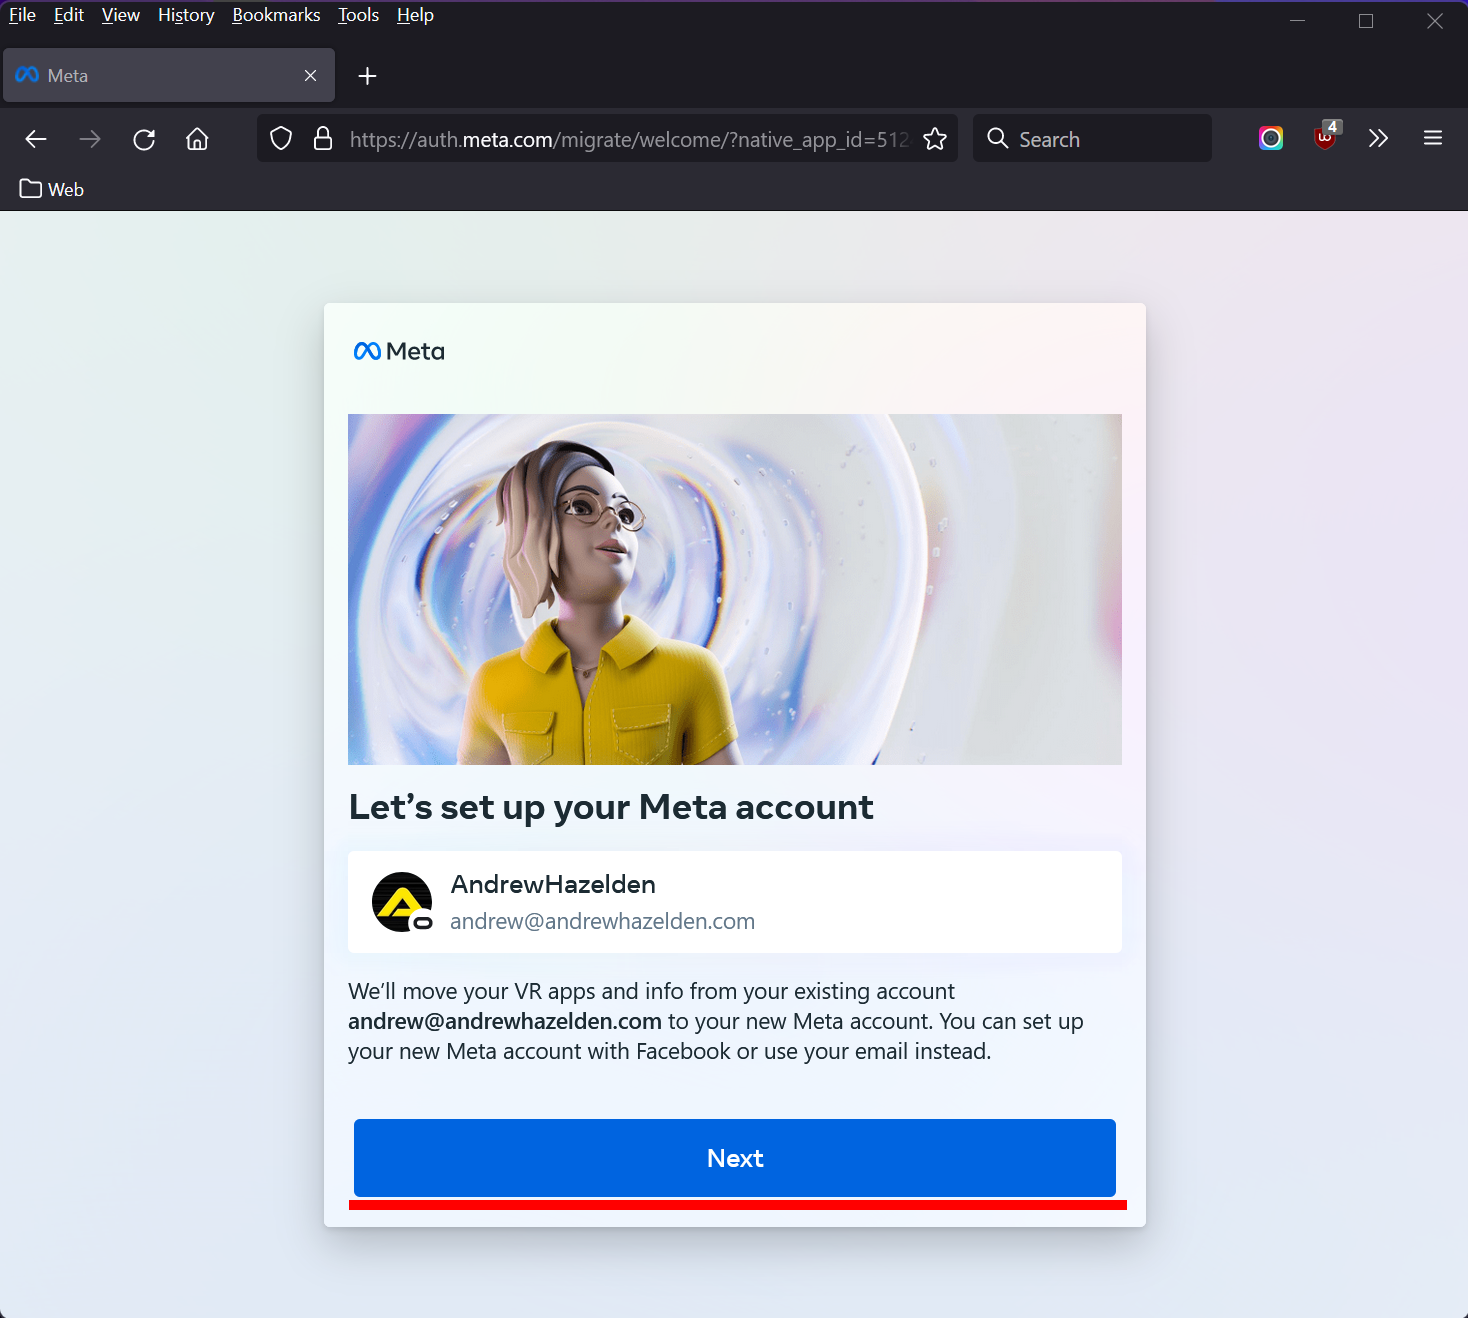 File Edit View History Bookmarks Tools Help
Meta
https://auth.meta.com/migrate/welcome/?native_app_id=512
Search
4
Web
Meta
Let’s set up your Meta account
AndrewHazelden
andrew@andrewhazelden.com
We’ll move your VR apps and info from your existing account
andrew@andrewhazelden.com to your new Meta account. You can set up
your new Meta account with Facebook or use your email instead.
Next